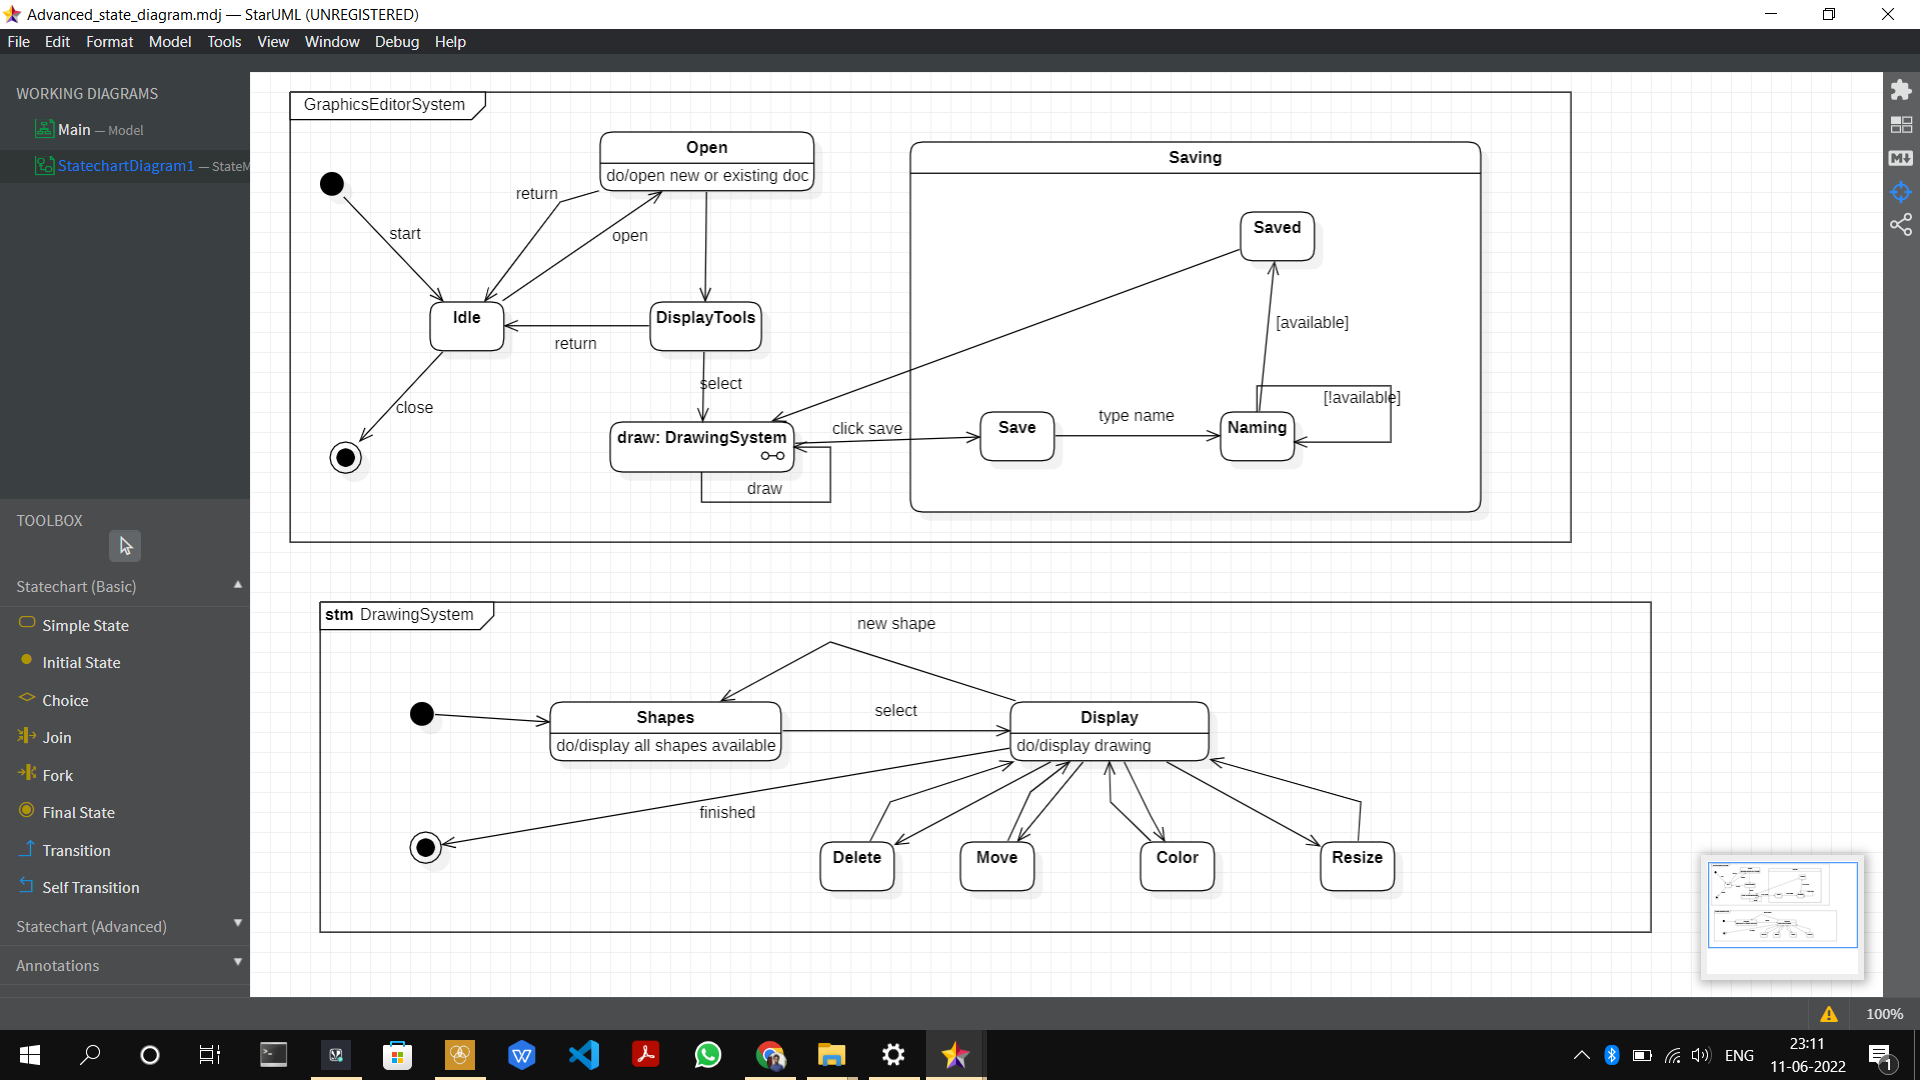 Advanced_state_diagram.mdj — StarUML (UNREGISTERED)
File Edit Format Model Tools View Window Debug Help
WORKING DIAGRAMS
Main — Model
StatechartDiagram1 — StateM
TOOLBOX
Statechart (Basic)
Simple State
Initial State
Choice
Join
Fork
Final State
Transition
Self Transition
Statechart (Advanced)
Annotations
GraphicsEditorSystem
Open
do/open new or existing doc
return
start
open
Idle
DisplayTools
return
select
close
draw: DrawingSystem
draw
click save
Saving
Saved
[available]
[!available]
Save
type name
Naming
stm DrawingSystem
new shape
Shapes
do/display all shapes available
select
Display
do/display drawing
finished
Delete
Move
Color
Resize
M
100%
ENG
23:11
11-06-2022
1